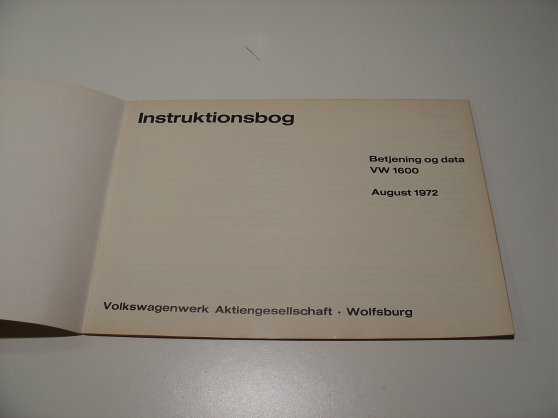 Instruktionsbog
Betjening og data
VW 1600
August 1972
Volkswagenwerk Aktiengesellschaft · Wolfsburg